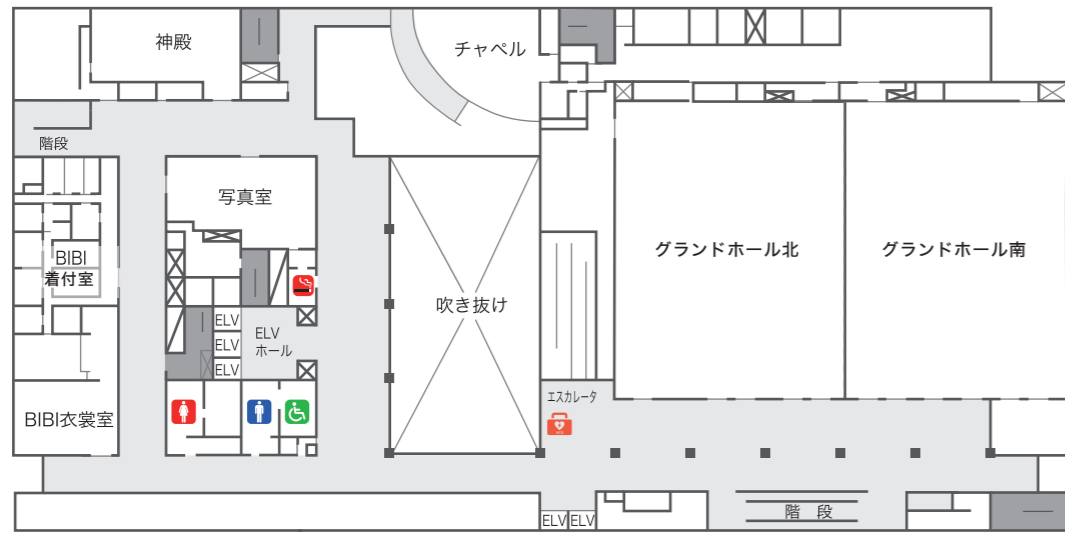 神殿
チャペル
階段
写真室
BIBI
着付室
グランドホール北
グランドホール南
吹き抜け
ELV
ELV
ELV
ELV
ホール
エスカレータ
BIBI衣裳室
ELV
ELV
階 段